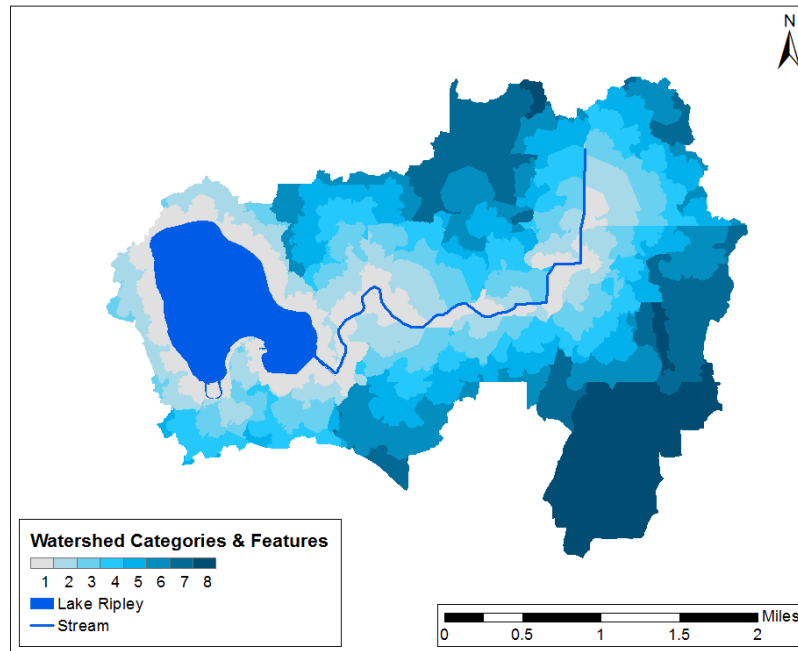 N
Watershed Categories & Features
1 2 3 4 5 6 7 8
Lake Ripley
Stream
Miles
0 0.5 1 1.5 2